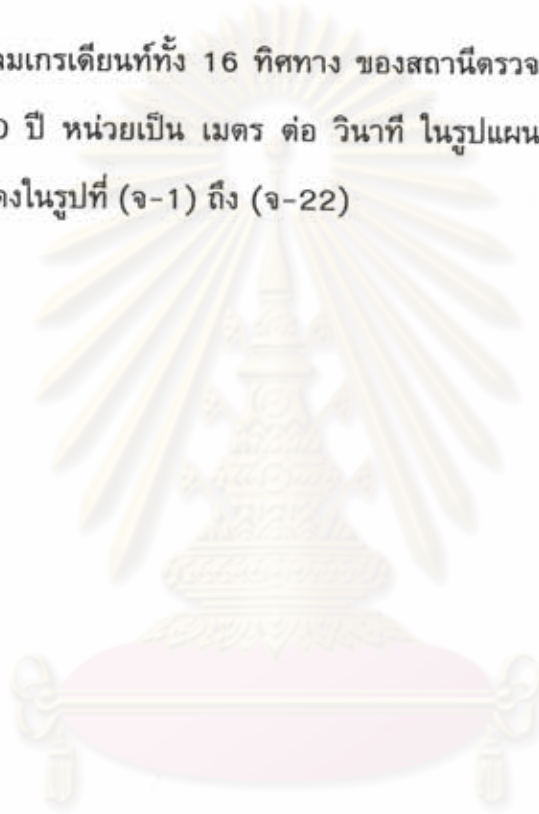 ลมเกรเดียนท์ทั้ง 16 ทิศทาง ของสถานีตรวจ
0 ปี หน่วยเป็น เมตร ต่อ วินาที ในรูปแผน
ดงในรูปที่ (จ-1) ถึง (จ-22)